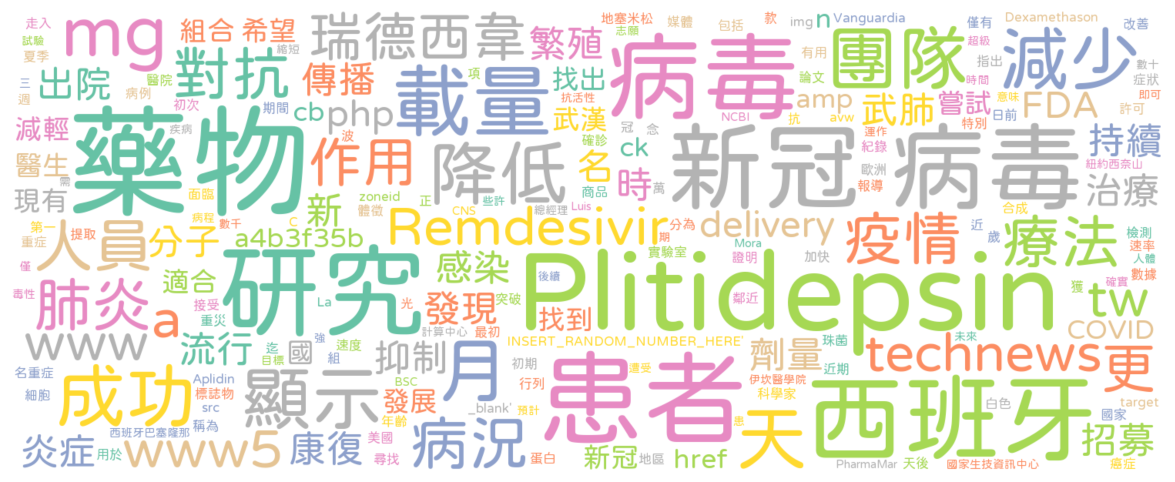 走入 mg 組合 希望 瑞德西韋 繁殖 地塞米松 媒體 包括 款 img n Vanguardia 僅有 Dexamethason 改善
試驗 夏季 縮短 志願 病毒 有用 團隊 超級 指出 減少 數十 症狀
三 週 出院 醫院 對抗 傳播 載量 項 找出 論文 時間 即可
病例 初次 期間 cb php 抗活性 武漢 NCBI amp 武肺 嘗試 FDA 意味 許可
減輕 疾病 藥物 作用 波 降低 確診 冠 念 抗 avw 運作 紀錄 特別 日前 持續
醫生 需 名 ck 新冠病毒 歐洲 紐約西奈山
現有 面臨 zoneid 正 些許 商品 時 萬 報導 治療
第一 重症 人員 病程 數千 C 新 體徵 CNS Remdesivir 總經理 Luis 分為 delivery 疫情 近 合成 檢測
提取 分子 a4b3f35b 期 實驗室 Mora 證明 歲 療法 速率 人體
僅 適合 研究 感染 後續 突破 加快 Plitidepsin 獲 數據
毒性 肺炎 接受 重災 La 光 發現 鄰近 確實 tw
www a 迄 強 計算中心 最初 找到 INSERT_RANDOM_NUMBER_HERE' 珠菌 未來 COVID
流行 目標 國 組 速度 抑制 月 初期 遭受 劑量 近期 technews 更
名重症 成功 Aplidin 標誌物 顯示 BSC 行列 患者 伊坎醫學院
細胞 src 年齡 發展 _blank' 預計 科學家 天 西班牙 白色 國家 target
西班牙巴塞隆那 稱為 美國 病況 患 招募
炎症 用於 www5 康復 尋找 蛋白 新冠 地區 href PharmaMar 天後 國家生技資訊中心 癌症